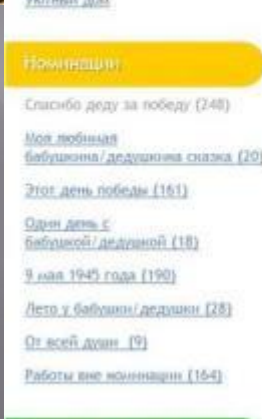 Уютный дом
Номинации
Спасибо деду за победу (248)
Моя любимая
бабушкина/дедушкина сказка (20)
Этот день победы (161)
Один день с
бабушкой/дедушкой (18)
9 мая 1945 года (190)
Лето у бабушки/дедушки (28)
От всей души (9)
Работы вне номинации (164)